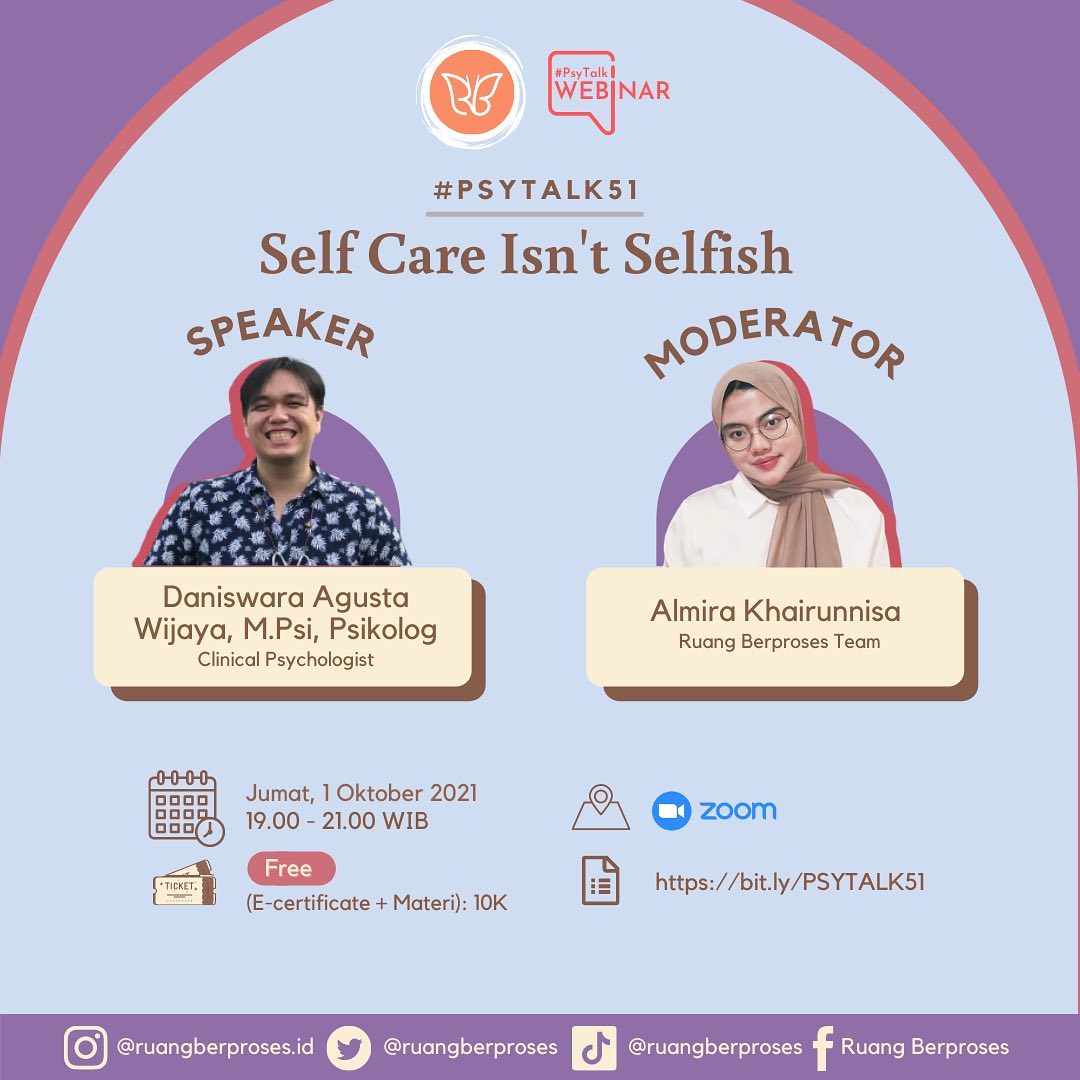 #PsyTalk
WEBINAR
#PSYTALK51
Self Care Isn't Selfish
SPEAKER
MODERATOR
Daniswara Agusta
Wijaya, M.Psi, Psikolog
Clinical Psychologist
Almira Khairunnisa
Ruang Berproses Team
Jumat, 1 Oktober 2021
19.00 - 21.00 WIB
zoom
TICKET
Free
(E-certificate + Materi): 10K
https://bit.ly/PSYTALK51
@ruangberproses.id
@ruangberproses
@ruangberproses
Ruang Berproses